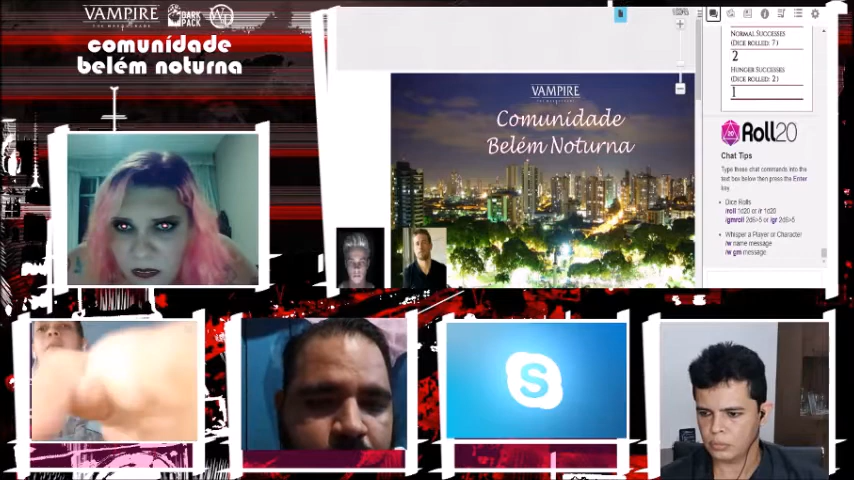 VAMPIRE
THE MASQUERADE
DARK
PACK
comunidade
belém noturna
VAMPIRE
Comunidade
Belém Noturna
Normal Successes
(Dice rolled: 7)
2
Hunger Successes
(Dice rolled: 2)
1
Roll20
Chat Tips
Type these chat commands into the
text box below then press the Enter
key.
Dice Rolls
/roll 1d20 or /r 1d20
/gmroll 2d6>5 or /gr 2d6>5
Whisper a Player or Character
/w name message
/w gm message
S